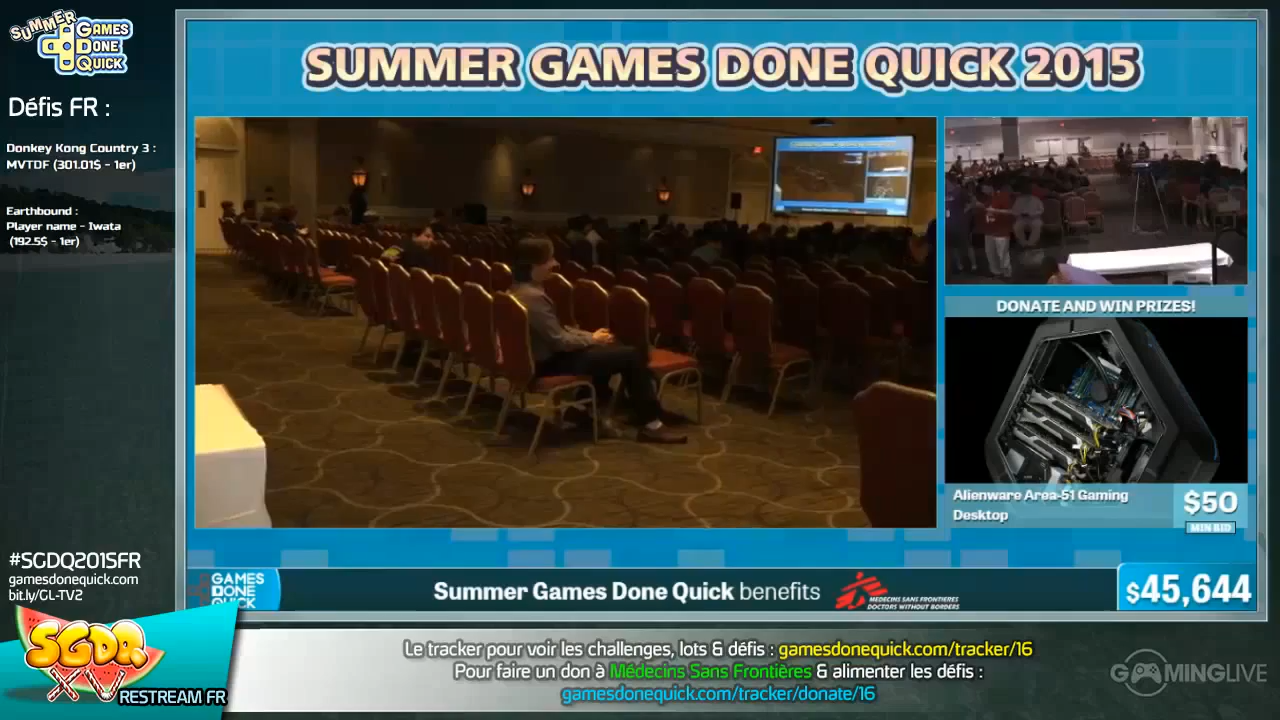 SUMMER
GAMES
DONE
QUICK
Défis FR :
Donkey Kong Country 3 :
MVTDF (301.01$ - 1er)
Earthbound :
Player name - Iwata
(192.5$ - 1er)
SUMMER GAMES DONE QUICK 2015
DONATE AND WIN PRIZES!
Alienware Area-51 Gaming
Desktop
$50
MIN BID
#SGDQ2015FR
gamesdonequick.com
bit.ly/GL-TV2
GAMES
DONE
QUICK
Summer Games Done Quick benefits
MEDECINS SANS FRONTIERES
DOCTORS WITHOUT BORDERS
$45,644
SGDQ
XV
RESTREAM FR
Le tracker pour voir les challenges, lots & défis : gamesdonequick.com/tracker/16
Pour faire un don à Médecins Sans Frontières & alimenter les défis :
gamesdonequick.com/tracker/donate/16
GAMINGLIVE